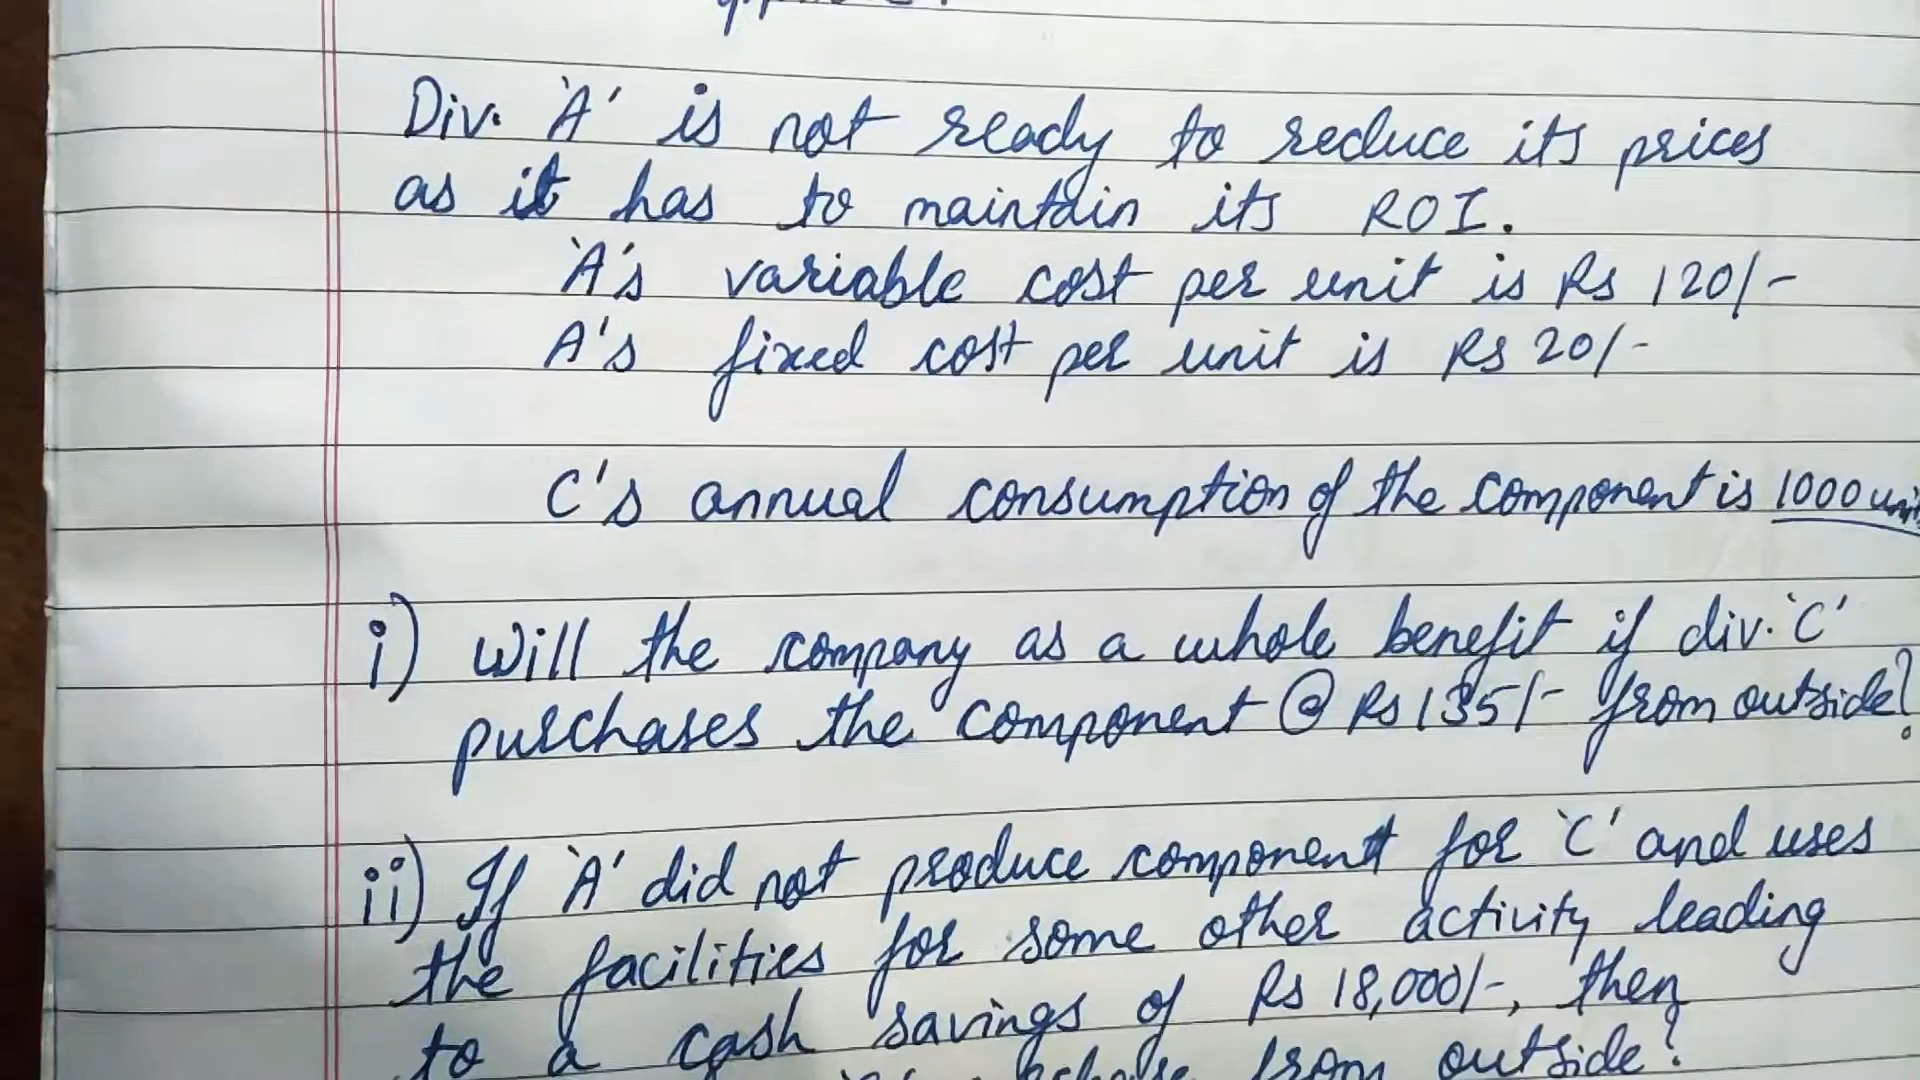 Div. 'A' is not ready to reduce its prices
as it has to maintain its ROI.
'A's variable cost per unit is Rs 120/-
A's fixed cost per unit is Rs 20/-
C's annual consumption of the component is 1000 units
i) Will the company as a whole benefit if div. 'C'
purchases the component @ Rs 135/- from outside?
ii) If 'A' did not produce component for 'C' and uses
the facilities for some other activity leading
to a cash savings of Rs 18,000/-, then
from outside?